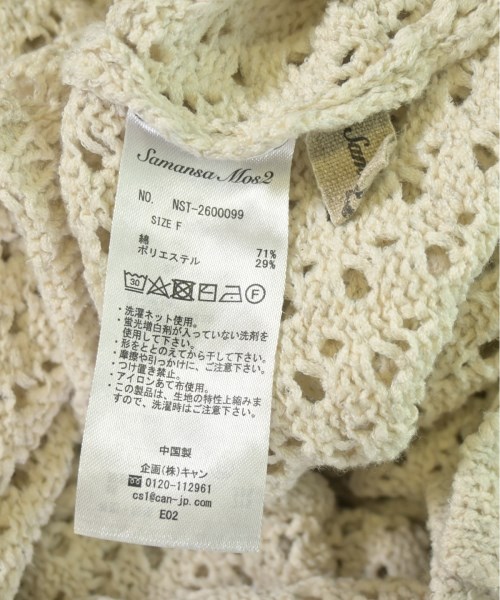 Samansa Mos2
NO. NST-2600099
SIZE F
綿 71%
ポリエステル 29%
30 F
・洗濯ネット使用。
・蛍光増白剤が入っていない洗剤を
使用して下さい。
・形をととのえてから干して下さい。
・摩擦や引っかけに、ご注意下さい。
・つけ置き禁止。
・アイロンあて布使用。
・この製品は、生地の特性上縮みま
すので、洗濯時はご注意下さい。
中国製
企画(株)キャン
0120-112961
cs1@can-jp.com
E02
Sam